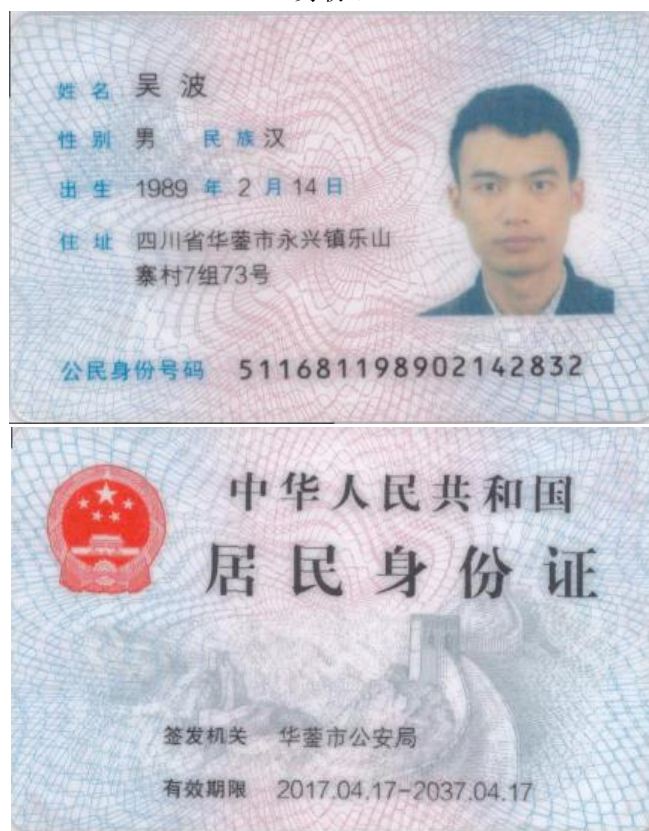 姓名 吴波
性别 男 民族 汉
出生 1989 年 2 月 14 日
住址 四川省华蓥市永兴镇乐山
寨村7组73号
公民身份号码 511681198902142832
中华人民共和国
居民身份证
签发机关 华蓥市公安局
有效期限 2017.04.17-2037.04.17